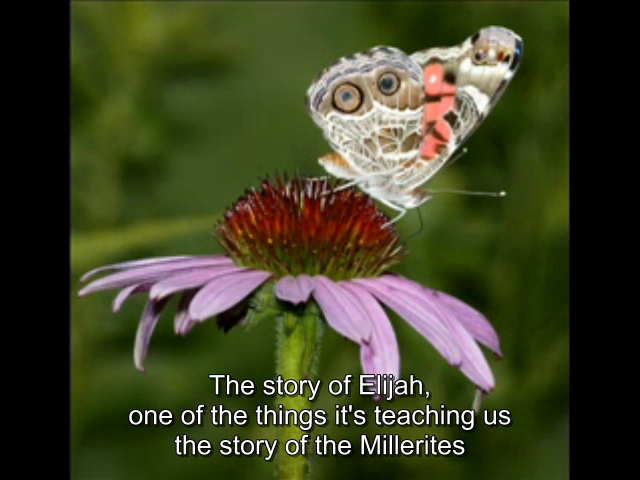 The story of Elijah,
one of the things it's teaching us
the story of the Millerites